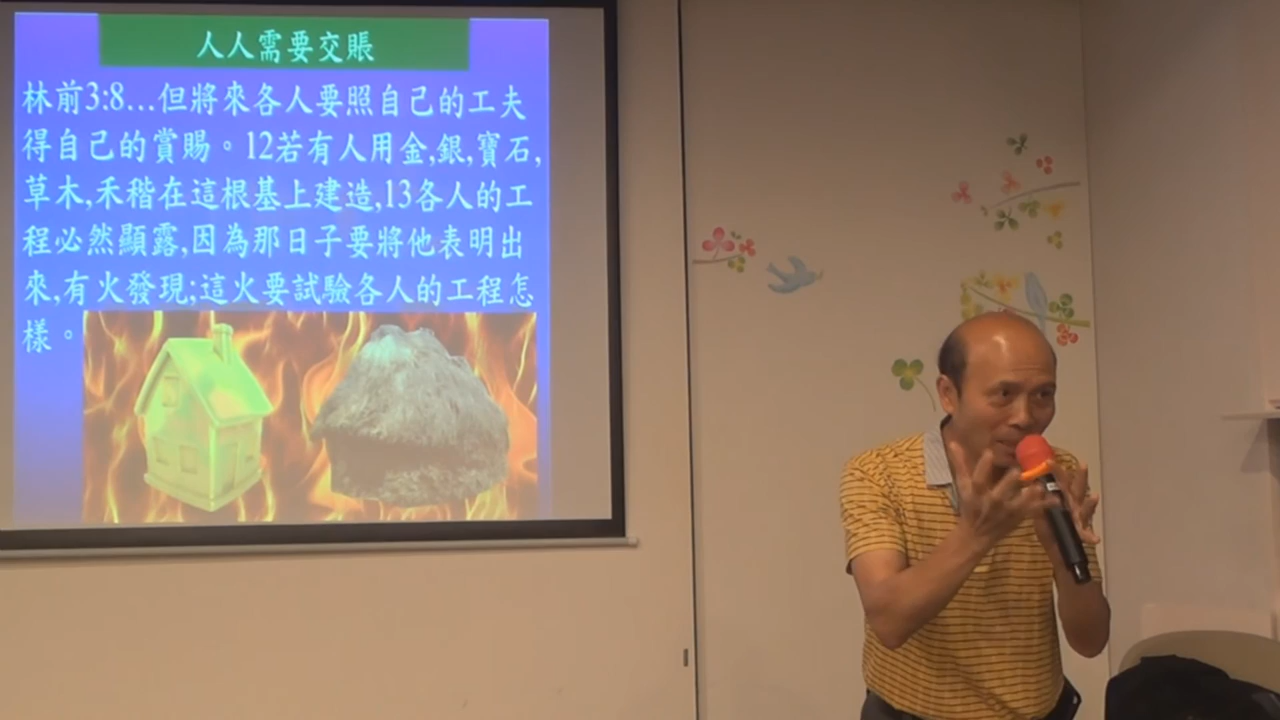 人人需要交賬
林前3:8...但將來各人要照自己的工夫
得自己的賞賜。12若有人用金,銀,寶石,
草木,禾稭在這根基上建造,13各人的工
程必然顯露,因為那日子要將他表明出
來,有火發現;這火要試驗各人的工程怎
樣。